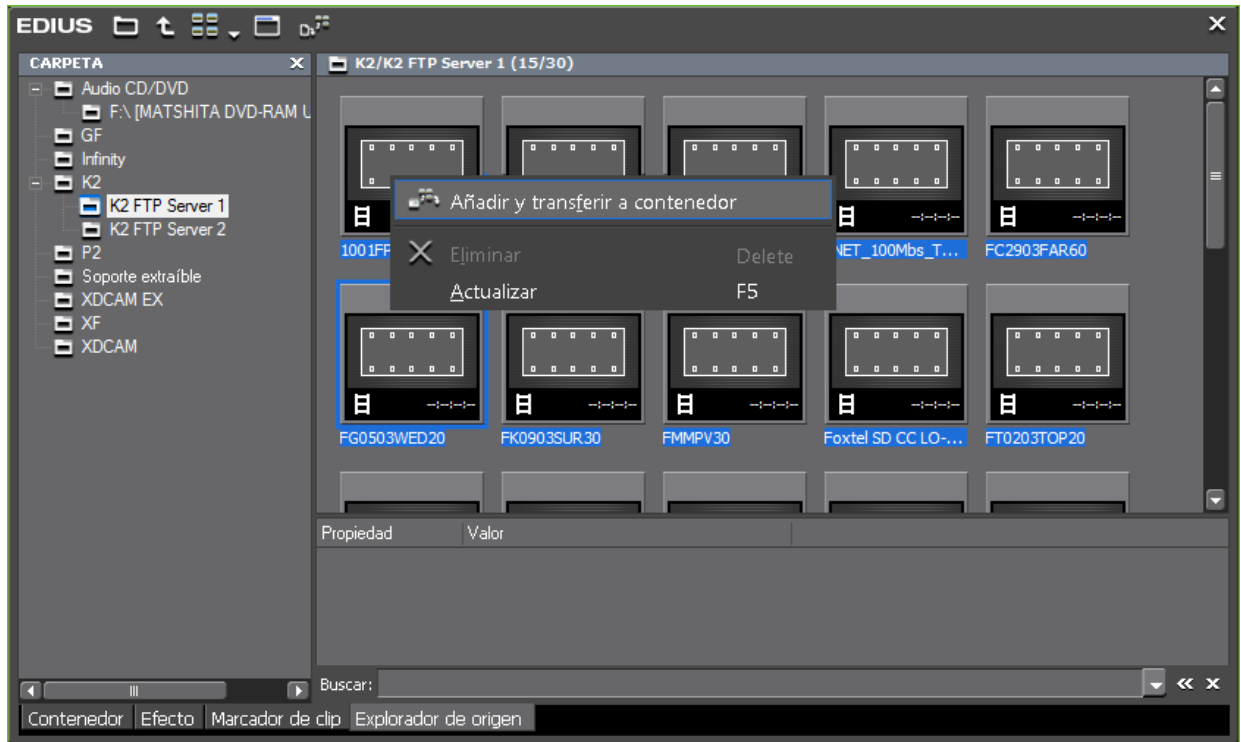 EDIUS
CARPETA
Audio CD/DVD
F:\ [MATSHITA DVD-RAM U
GF
Infinity
K2
K2 FTP Server 1
K2 FTP Server 2
P2
Soporte extraíble
XDCAM EX
XF
XDCAM
K2/K2 FTP Server 1 (15/30)
--:--:--:--
--:--:--:--
1001FP
NET_100Mbs_T...
FC2903FAR60
Añadir y transferir a contenedor
Eliminar Delete
Actualizar F5
--:--:--:--
--:--:--:--
--:--:--:--
--:--:--:--
--:--:--:--
FG0503WED20
FK0903SUR30
FMMPV30
Foxtel SD CC LO-...
FT0203TOP20
Propiedad Valor
Buscar:
Contenedor Efecto Marcador de clip Explorador de origen